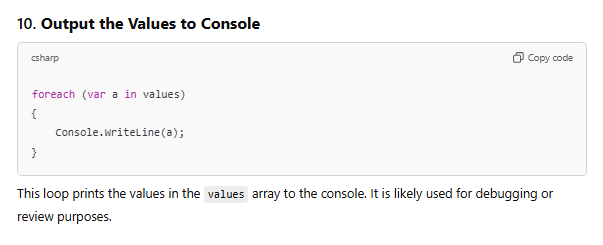 10. Output the Values to Console
csharp
Copy code
foreach (var a in values)
{
    Console.WriteLine(a);
}
This loop prints the values in the values array to the console. It is likely used for debugging or
review purposes.